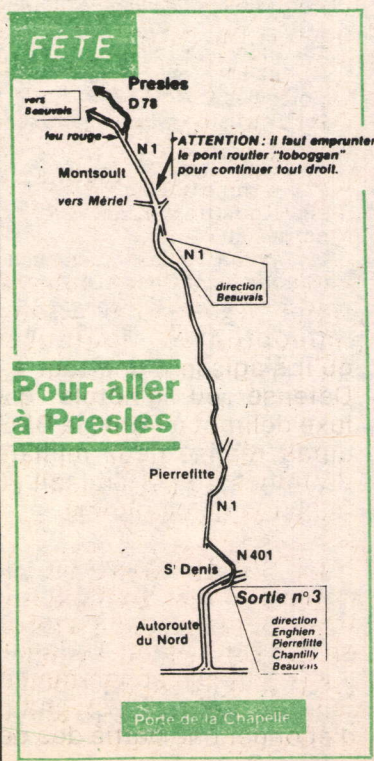 FÉTE
Presles
D 78
vers
Beauvais
feu rouge
N 1
ATTENTION : il faut emprunter
le pont routier "toboggan"
pour continuer tout droit.
Montsoult
vers Mériel
N 1
direction
Beauvais
Pour aller
à Presles
Pierrefitte
N 1
N 401
St Denis
Sortie n° 3
direction
Enghien
Pierrefitte
Chantilly
Beauvais
Autoroute
du Nord
Porte de la Chapelle